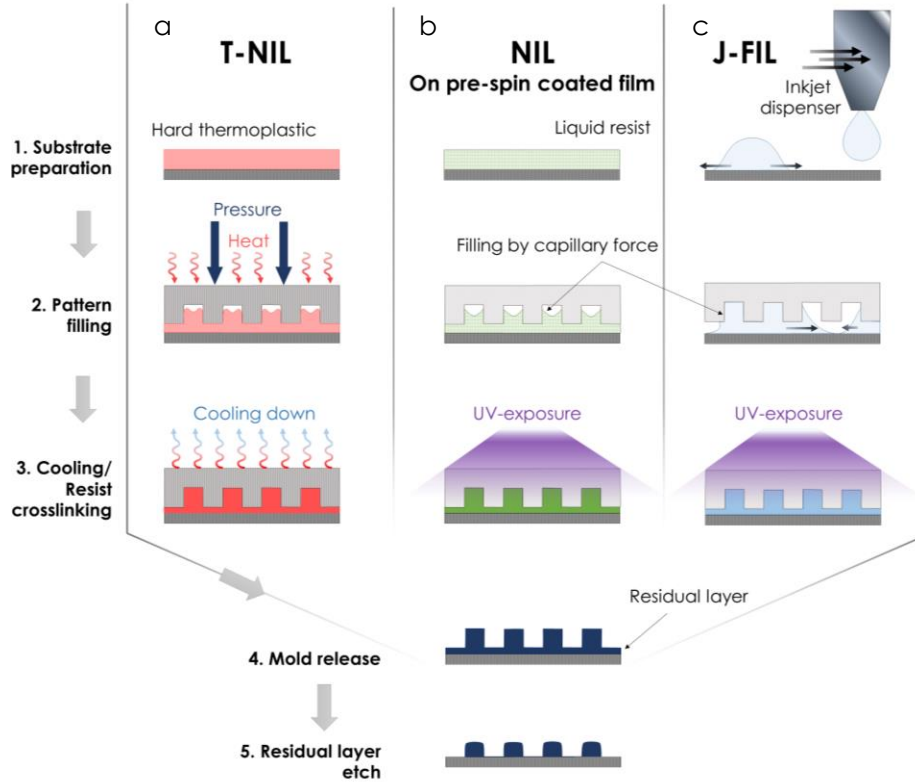 a
T-NIL
b
NIL
On pre-spin coated film
c
J-FIL
Inkjet
dispenser
1. Substrate
preparation
Hard thermoplastic
Liquid resist
Pressure
Heat
Filling by capillary force
2. Pattern
filling
Cooling down
UV-exposure
UV-exposure
3. Cooling/
Resist
crosslinking
Residual layer
4. Mold release
5. Residual layer
etch